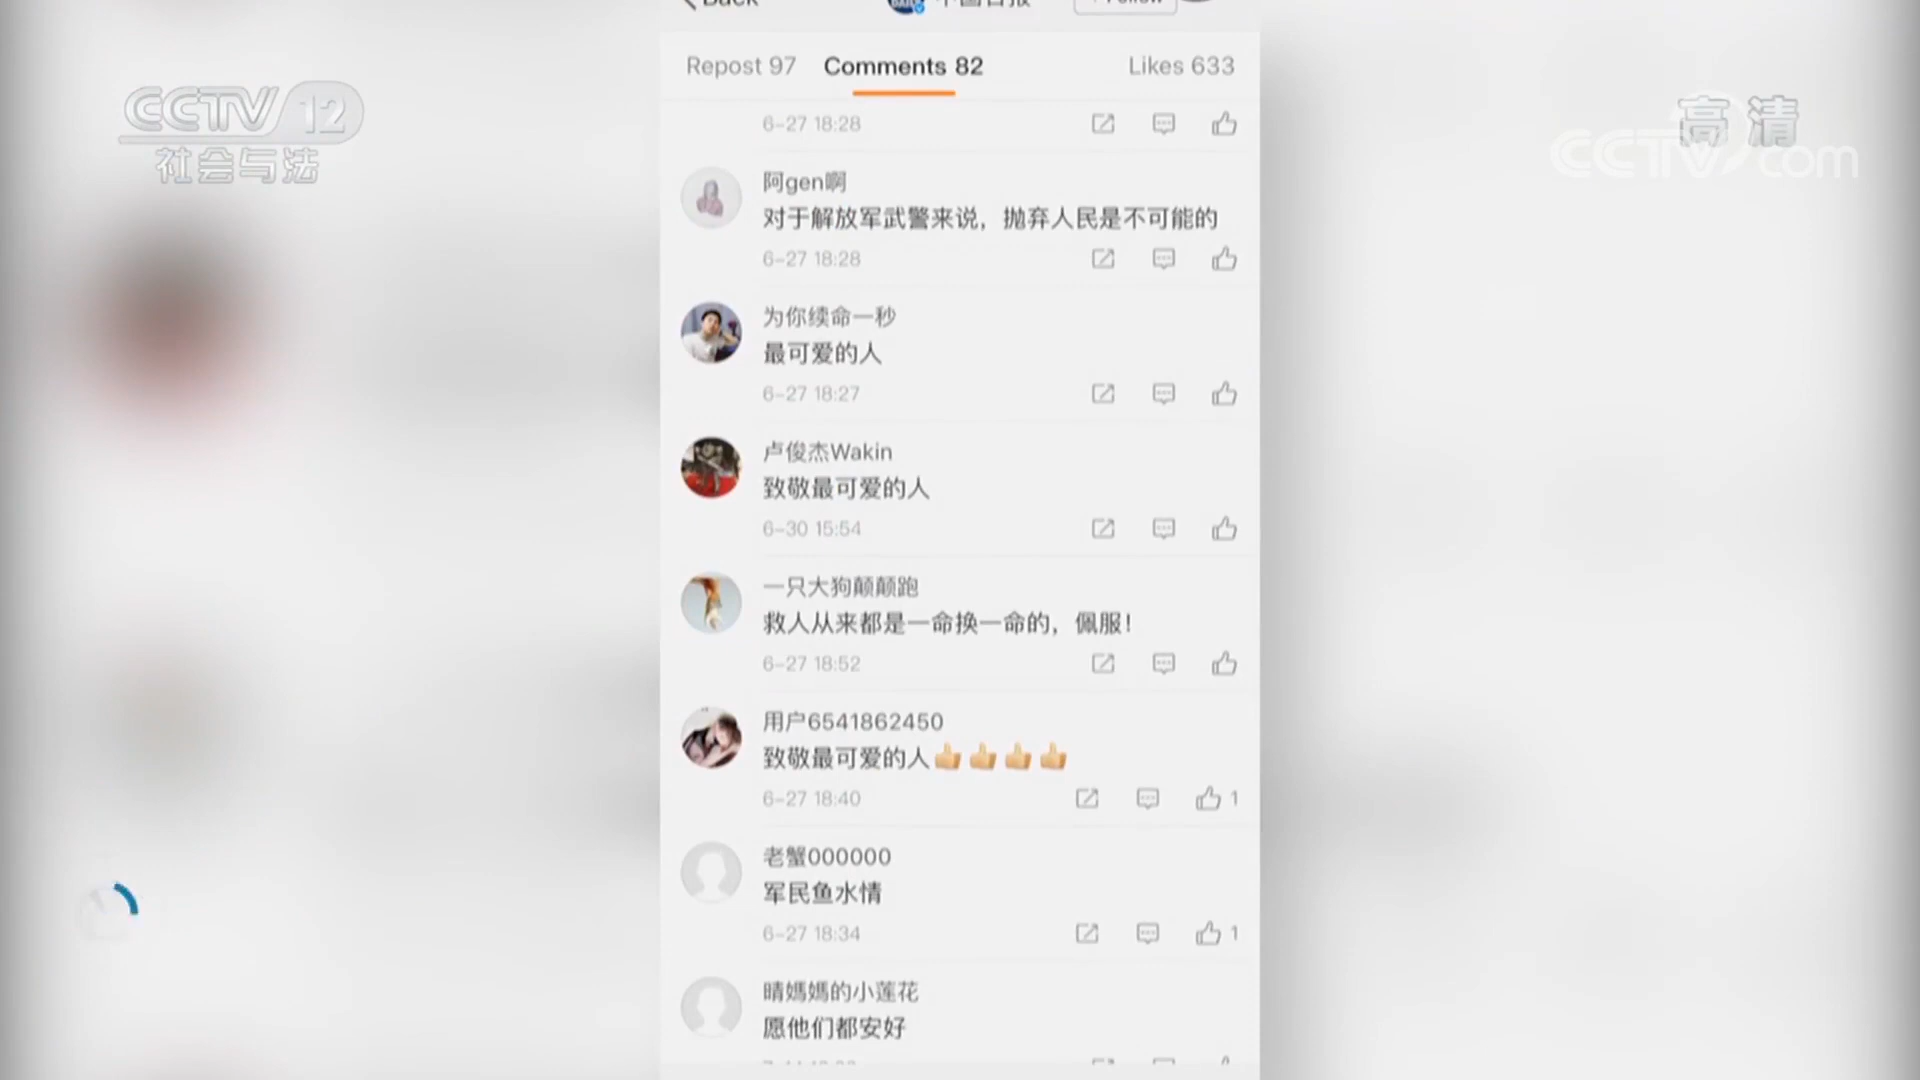 Back
中国日报
+ Follow
CCTV 12
社会与法
高清
CCTV.com
Repost 97
Comments 82
Likes 633
6-27 18:28
阿gen啊
对于解放军武警来说，抛弃人民是不可能的
6-27 18:28
为你续命一秒
最可爱的人
6-27 18:27
卢俊杰Wakin
致敬最可爱的人
6-30 15:54
一只大狗颠颠跑
救人从来都是一命换一命的，佩服！
6-27 18:52
用户6541862450
致敬最可爱的人👍👍👍👍
6-27 18:40
1
老蟹000000
军民鱼水情
6-27 18:34
1
晴媽媽的小莲花
愿他们都安好